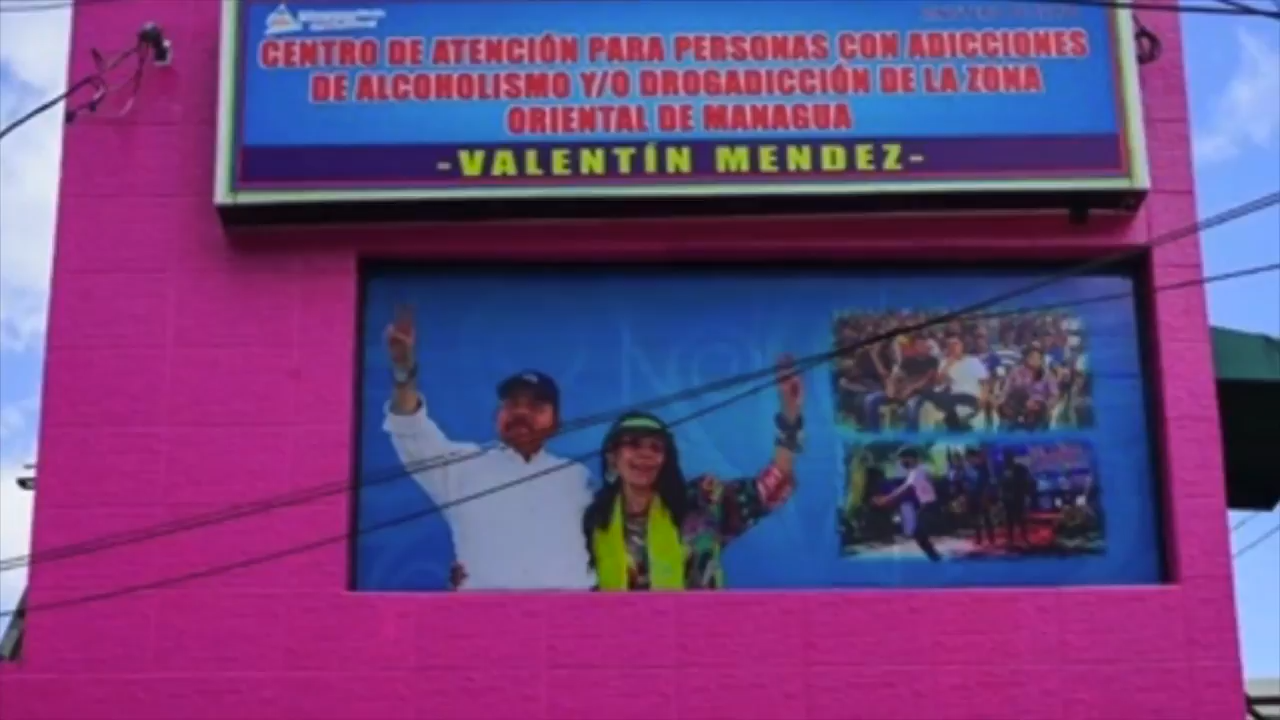 CENTRO DE ATENCIÓN PARA PERSONAS CON ADICCIONES
DE ALCOHOLISMO Y/O DROGADICCIÓN DE LA ZONA
ORIENTAL DE MANAGUA
-VALENTÍN MENDEZ-